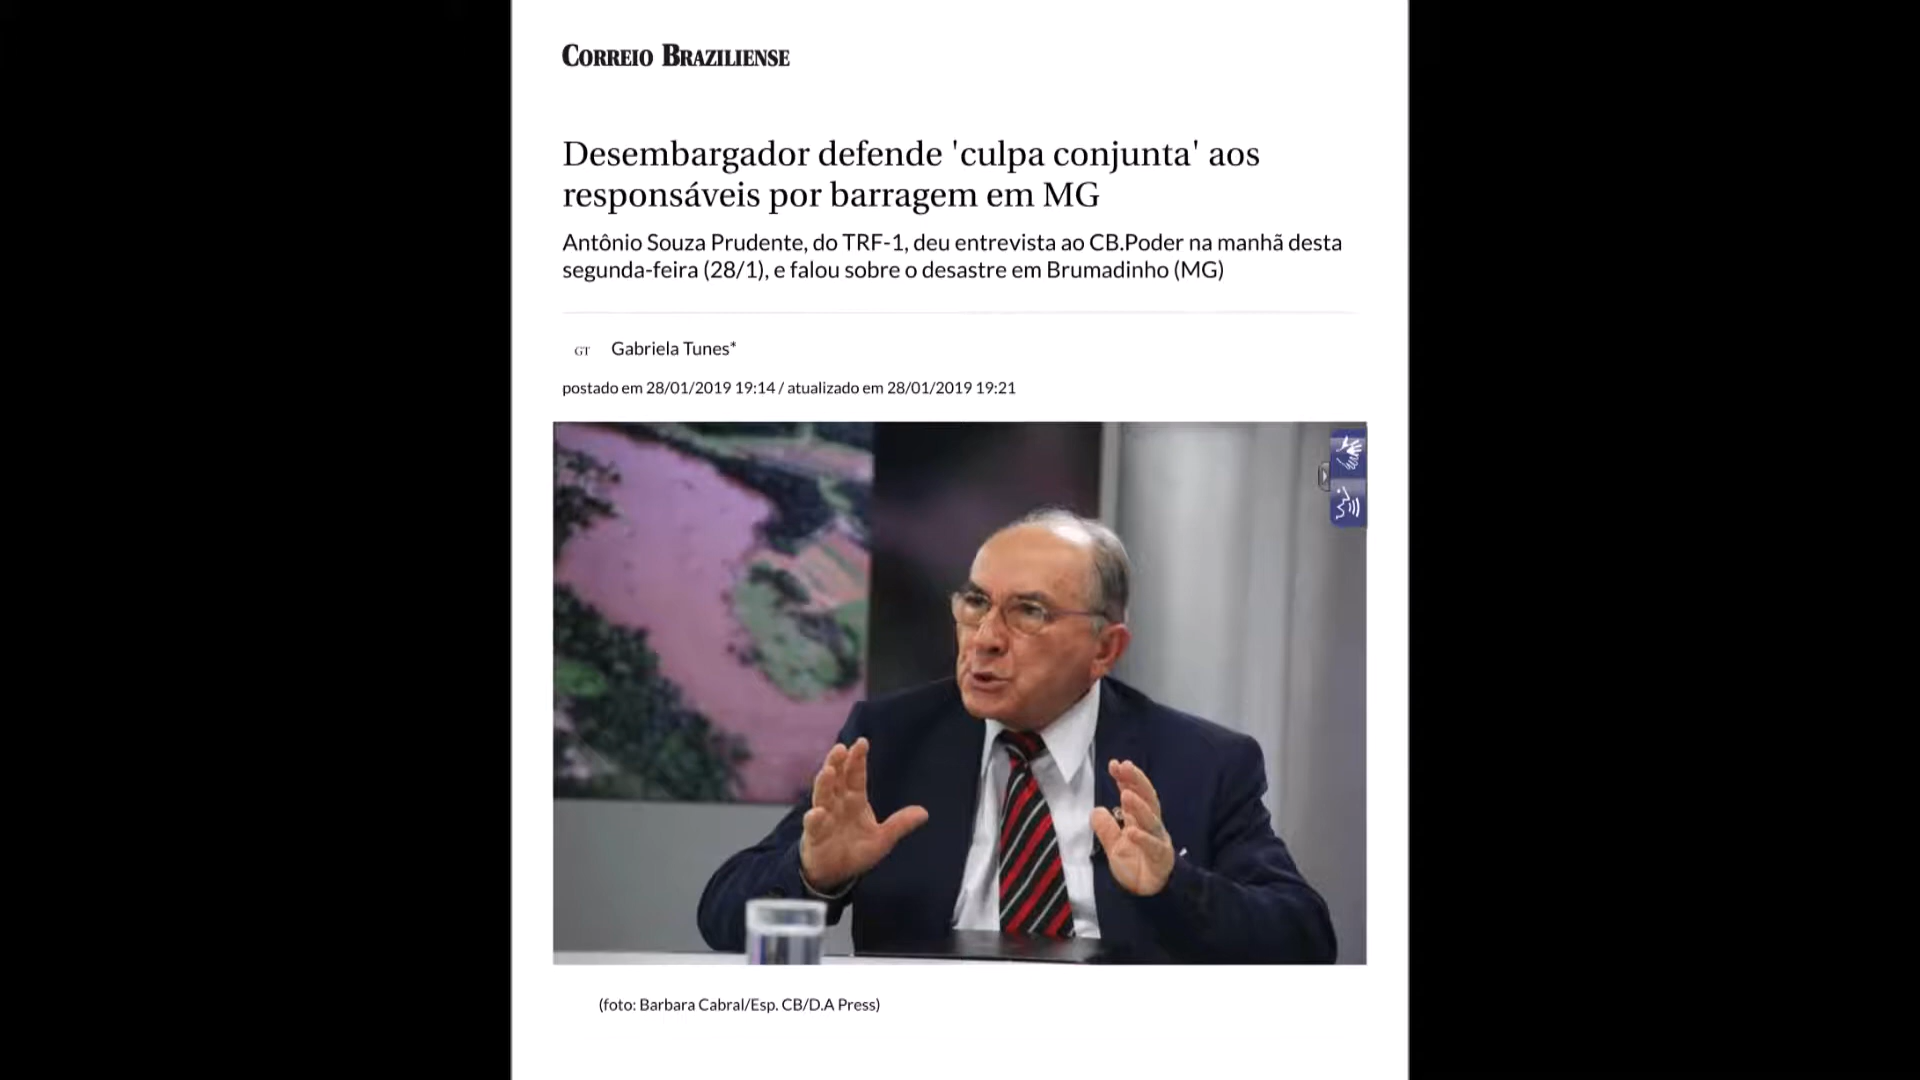 CORREIO BRAZILIENSE
Desembargador defende 'culpa conjunta' aos
responsáveis por barragem em MG
Antônio Souza Prudente, do TRF-1, deu entrevista ao CB.Poder na manhã desta
segunda-feira (28/1), e falou sobre o desastre em Brumadinho (MG)
GT Gabriela Tunes*
postado em 28/01/2019 19:14 / atualizado em 28/01/2019 19:21
(foto: Barbara Cabral/Esp. CB/D.A Press)